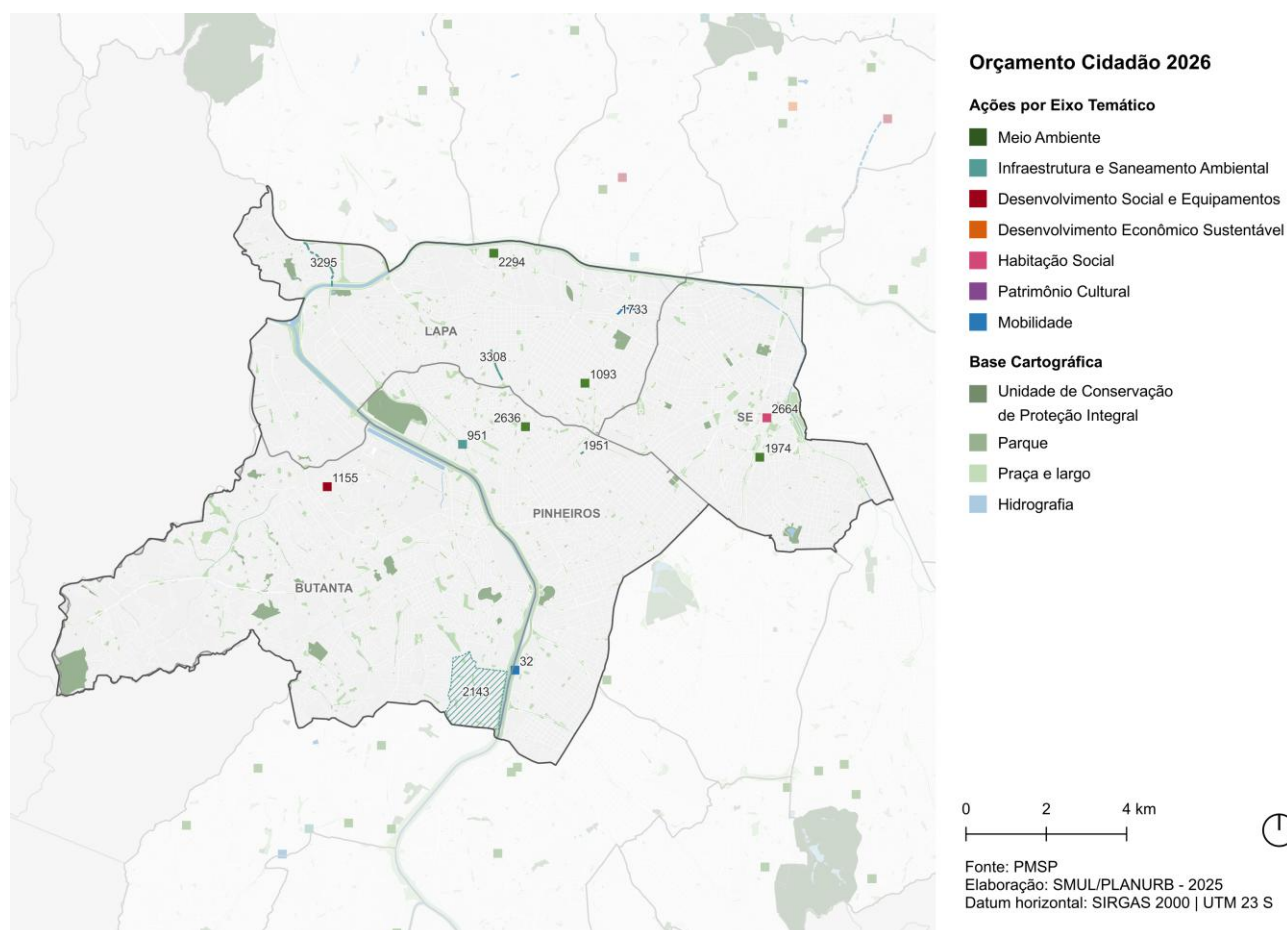 3295
2294
1733
LAPA
3308
1093
2636
SE
2664
951
1951
1974
1155
PINHEIROS
BUTANTA
32
2143
Orçamento Cidadão 2026
Ações por Eixo Temático
Meio Ambiente
Infraestrutura e Saneamento Ambiental
Desenvolvimento Social e Equipamentos
Desenvolvimento Econômico Sustentável
Habitação Social
Patrimônio Cultural
Mobilidade
Base Cartográfica
Unidade de Conservação
de Proteção Integral
Parque
Praça e largo
Hidrografia
0 2 4 km
Fonte: PMSP
Elaboração: SMUL/PLANURB - 2025
Datum horizontal: SIRGAS 2000 | UTM 23 S